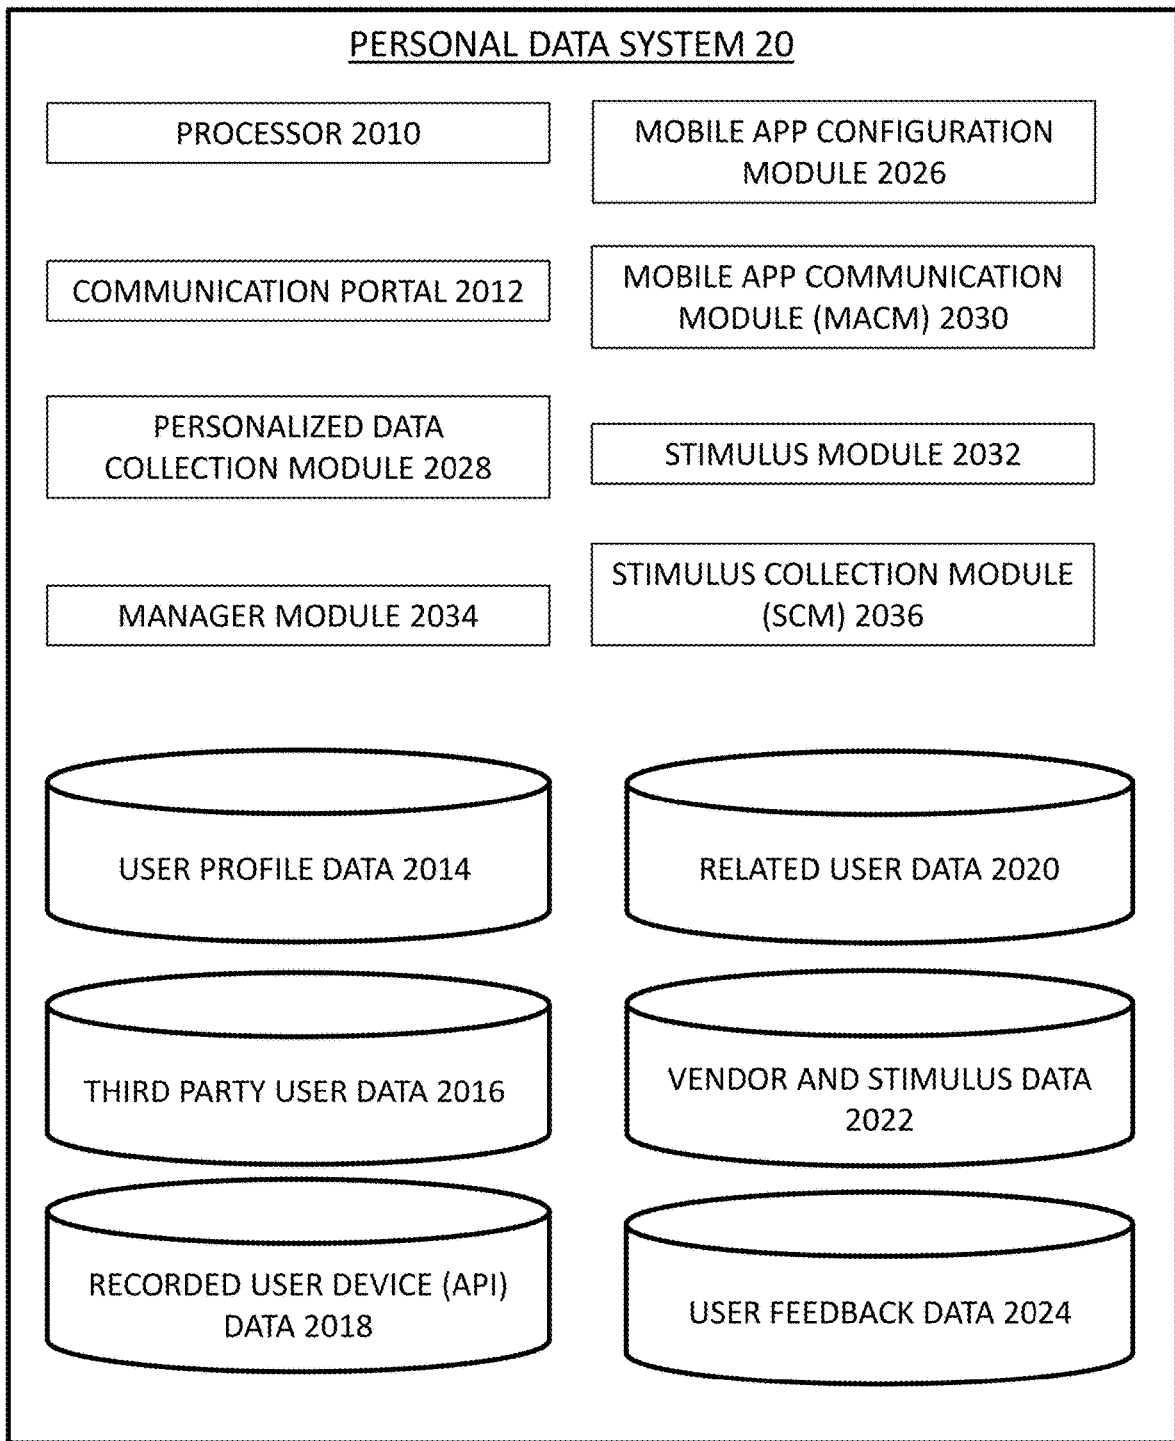 PERSONAL DATA SYSTEM 20
PROCESSOR 2010
MOBILE APP CONFIGURATION
MODULE 2026
COMMUNICATION PORTAL 2012
MOBILE APP COMMUNICATION
MODULE (MACM) 2030
PERSONALIZED DATA
COLLECTION MODULE 2028
STIMULUS MODULE 2032
MANAGER MODULE 2034
STIMULUS COLLECTION MODULE
(SCM) 2036
USER PROFILE DATA 2014
RELATED USER DATA 2020
THIRD PARTY USER DATA 2016
VENDOR AND STIMULUS DATA
2022
RECORDED USER DEVICE (API)
DATA 2018
USER FEEDBACK DATA 2024